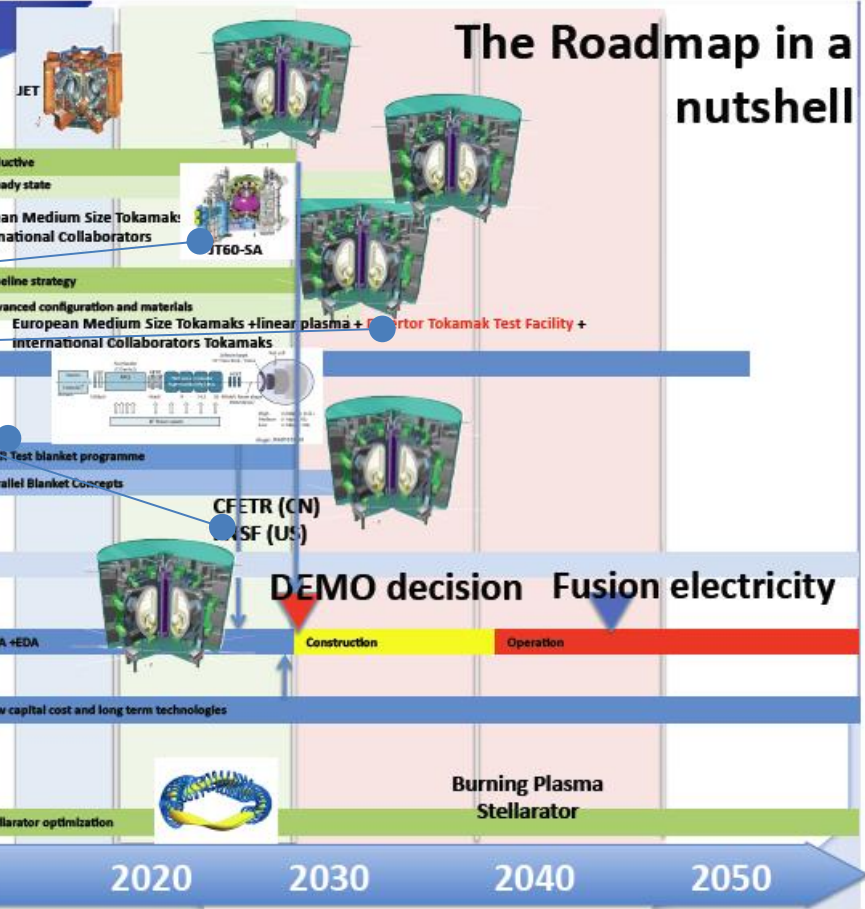 The Roadmap in a
nutshell
JET
uctive
ady state
an Medium Size Tokamaks
national Collaborators
JT60-SA
eline strategy
vanced configuration and materials
European Medium Size Tokamaks +linear plasma + Tokamak Test Facility +
International Collaborators Tokamaks
Test blanket programme
rallel Blanket Concepts
CFETR (CN)
(US)
DEMO decision
Fusion electricity
A +EDA
Construction
Operation
w capital cost and long term technologies
Burning Plasma
Stellarator
llarator optimization
2020
2030
2040
2050